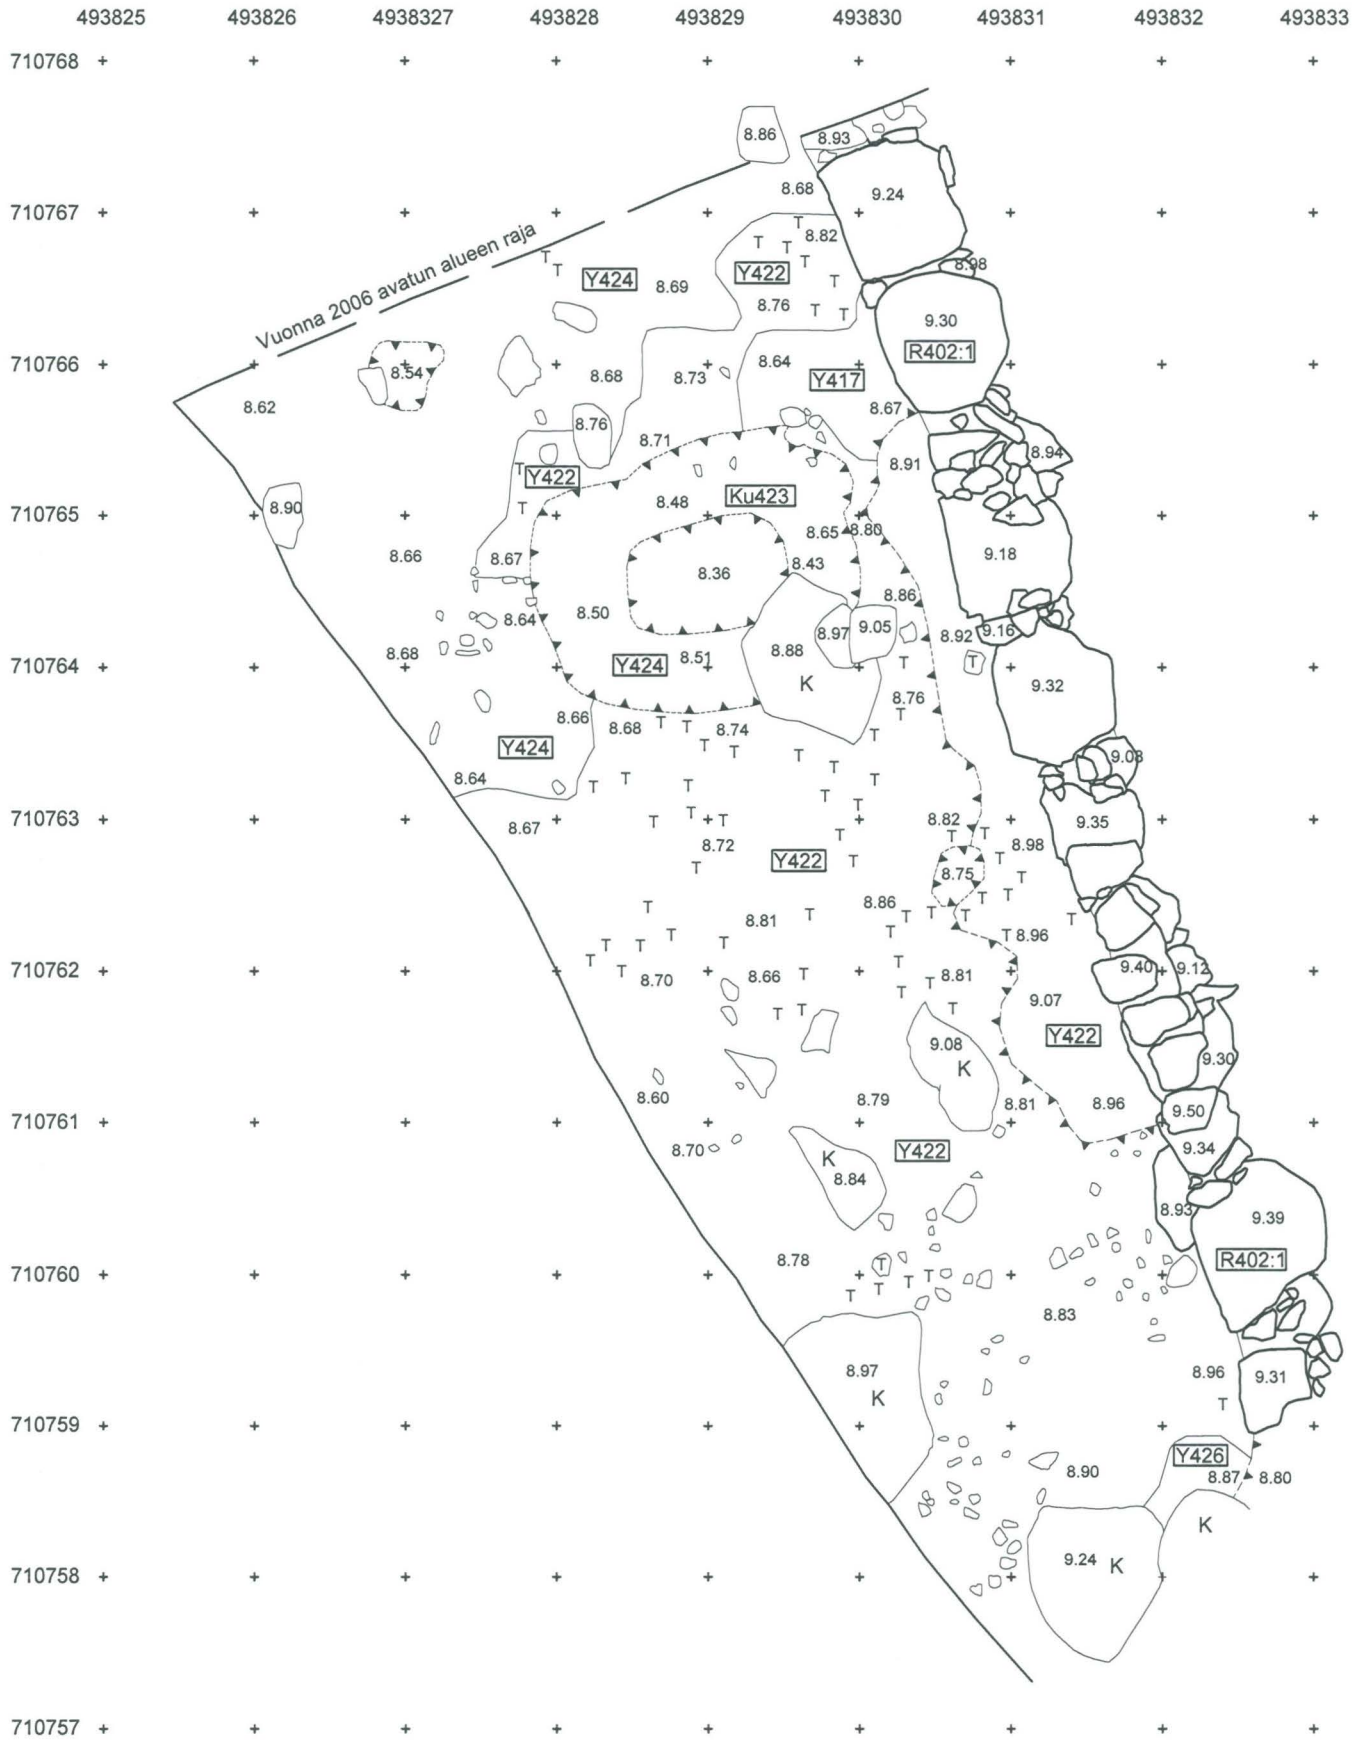 493825 493826 493827 493828 493829 493830 493831 493832 493833
710768
8.86 8.93
8.68 9.24
710767
T T T 8.82
Vuonna 2006 avatun alueen raja
T T Y424 Y422 T T 8.98
8.69 8.76 T T
9.30
R402:1
710766 8.54 8.68 8.73 8.64 Y417
8.62 8.76 8.67
8.71 8.94
T Y422 8.91
8.90 T 8.48 Ku423
710765 8.65 8.80
8.66 8.67 8.43 9.18
8.36
8.64 8.50 8.86
8.97 9.05 8.92 9.16
8.68 Y424 8.51 8.88 T T
710764 K 9.32
8.66 8.68 T T 8.74 8.76 T
Y424 T T T T T 9.08
8.64 T T T T T
710763 8.67 T T T T T 8.82 T T 9.35
8.72 T T 8.98
Y422 T T
T 8.75 T T
T 8.86 T T T T
8.81 T T 8.96
T T T T T
710762 T T 8.70 8.66 T T T 8.81 9.40 9.12
T T T T 9.07
9.08 Y422
K 9.30
8.60 8.79 8.81 8.96 9.50
710761
8.70 K Y422 9.34
8.84
8.93 9.39
8.78 T R402:1
710760 T T T T
8.83
8.97 8.96 9.31
K T
710759
8.90 Y426
8.87 8.80
K
9.24 K
710758
710757